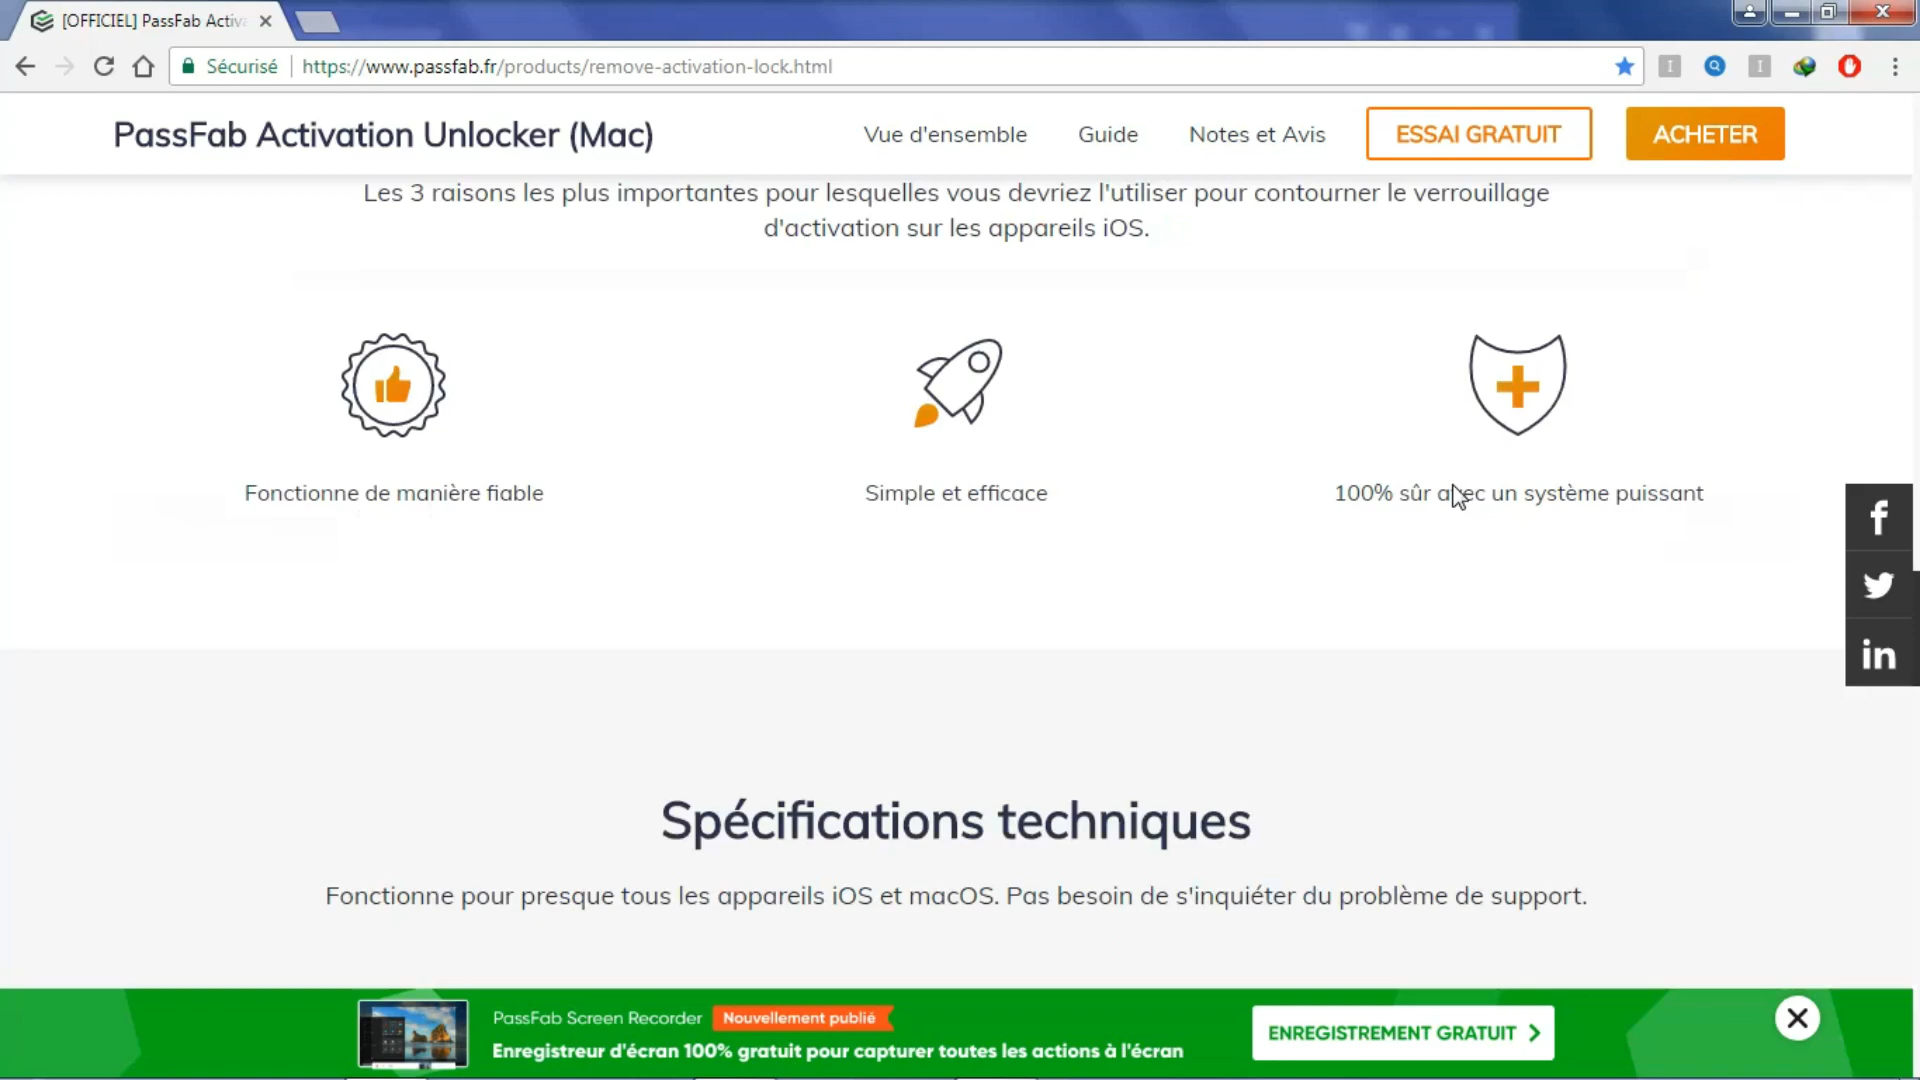 [OFFICIEL] PassFab Activ
Sécurisé
https://www.passfab.fr/products/remove-activation-lock.html
PassFab Activation Unlocker (Mac)
Vue d'ensemble
Guide
Notes et Avis
ESSAI GRATUIT
ACHETER
Les 3 raisons les plus importantes pour lesquelles vous devriez l'utiliser pour contourner le verrouillage
d'activation sur les appareils iOS.
Fonctionne de manière fiable
Simple et efficace
100% sûr avec un système puissant
Spécifications techniques
Fonctionne pour presque tous les appareils iOS et macOS. Pas besoin de s'inquiéter du problème de support.
PassFab Screen Recorder
Nouvellement publié
Enregistreur d'écran 100% gratuit pour capturer toutes les actions à l'écran
ENREGISTREMENT GRATUIT